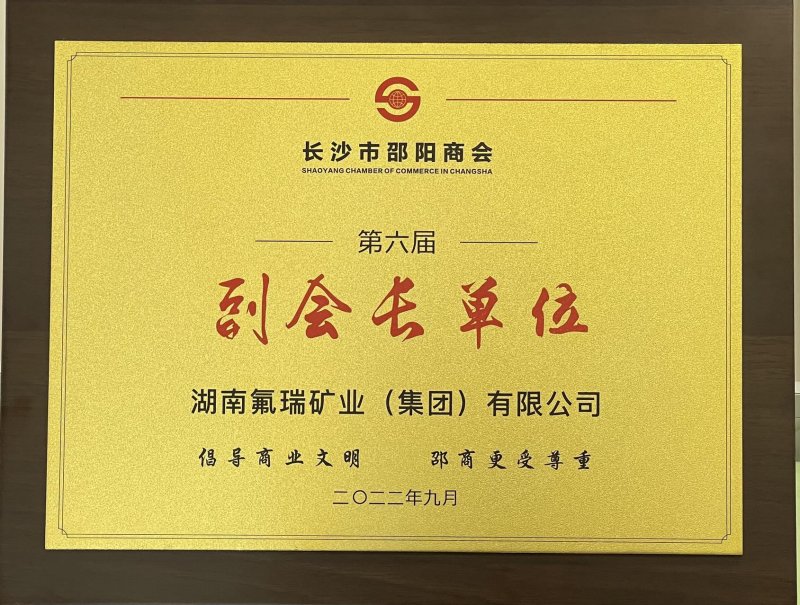 长沙市邵阳商会
SHAOYANG CHAMBER OF COMMERCE IN CHANGSHA
第六届
副会长单位
湖南氟瑞矿业（集团）有限公司
倡导商业文明 邵商更受尊重
二〇二二年九月